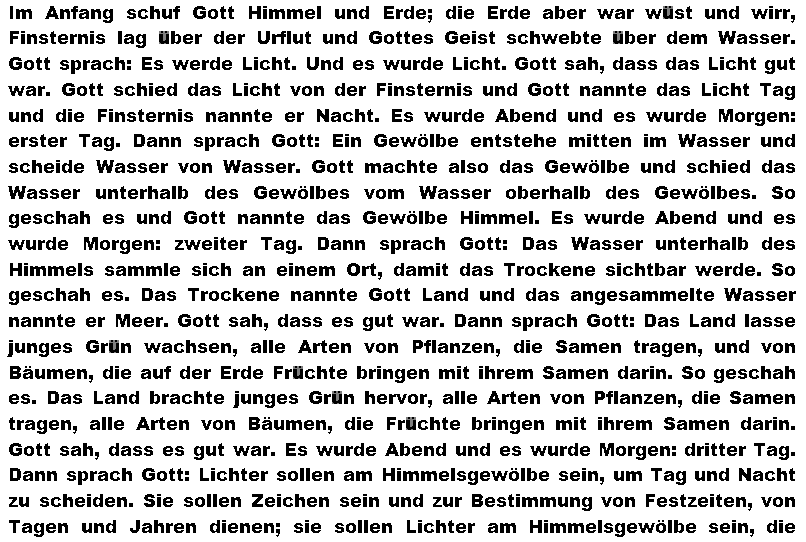 Im Anfang schuf Gott Himmel und Erde; die Erde aber war wüst und wirr,
Finsternis lag über der Urflut und Gottes Geist schwebte über dem Wasser.
Gott sprach: Es werde Licht. Und es wurde Licht. Gott sah, dass das Licht gut
war. Gott schied das Licht von der Finsternis und Gott nannte das Licht Tag
und die Finsternis nannte er Nacht. Es wurde Abend und es wurde Morgen:
erster Tag. Dann sprach Gott: Ein Gewölbe entstehe mitten im Wasser und
scheide Wasser von Wasser. Gott machte also das Gewölbe und schied das
Wasser unterhalb des Gewölbes vom Wasser oberhalb des Gewölbes. So
geschah es und Gott nannte das Gewölbe Himmel. Es wurde Abend und es
wurde Morgen: zweiter Tag. Dann sprach Gott: Das Wasser unterhalb des
Himmels sammle sich an einem Ort, damit das Trockene sichtbar werde. So
geschah es. Das Trockene nannte Gott Land und das angesammelte Wasser
nannte er Meer. Gott sah, dass es gut war. Dann sprach Gott: Das Land lasse
junges Grün wachsen, alle Arten von Pflanzen, die Samen tragen, und von
Bäumen, die auf der Erde Früchte bringen mit ihrem Samen darin. So geschah
es. Das Land brachte junges Grün hervor, alle Arten von Pflanzen, die Samen
tragen, alle Arten von Bäumen, die Früchte bringen mit ihrem Samen darin.
Gott sah, dass es gut war. Es wurde Abend und es wurde Morgen: dritter Tag.
Dann sprach Gott: Lichter sollen am Himmelsgewölbe sein, um Tag und Nacht
zu scheiden. Sie sollen Zeichen sein und zur Bestimmung von Festzeiten, von
Tagen und Jahren dienen; sie sollen Lichter am Himmelsgewölbe sein, die